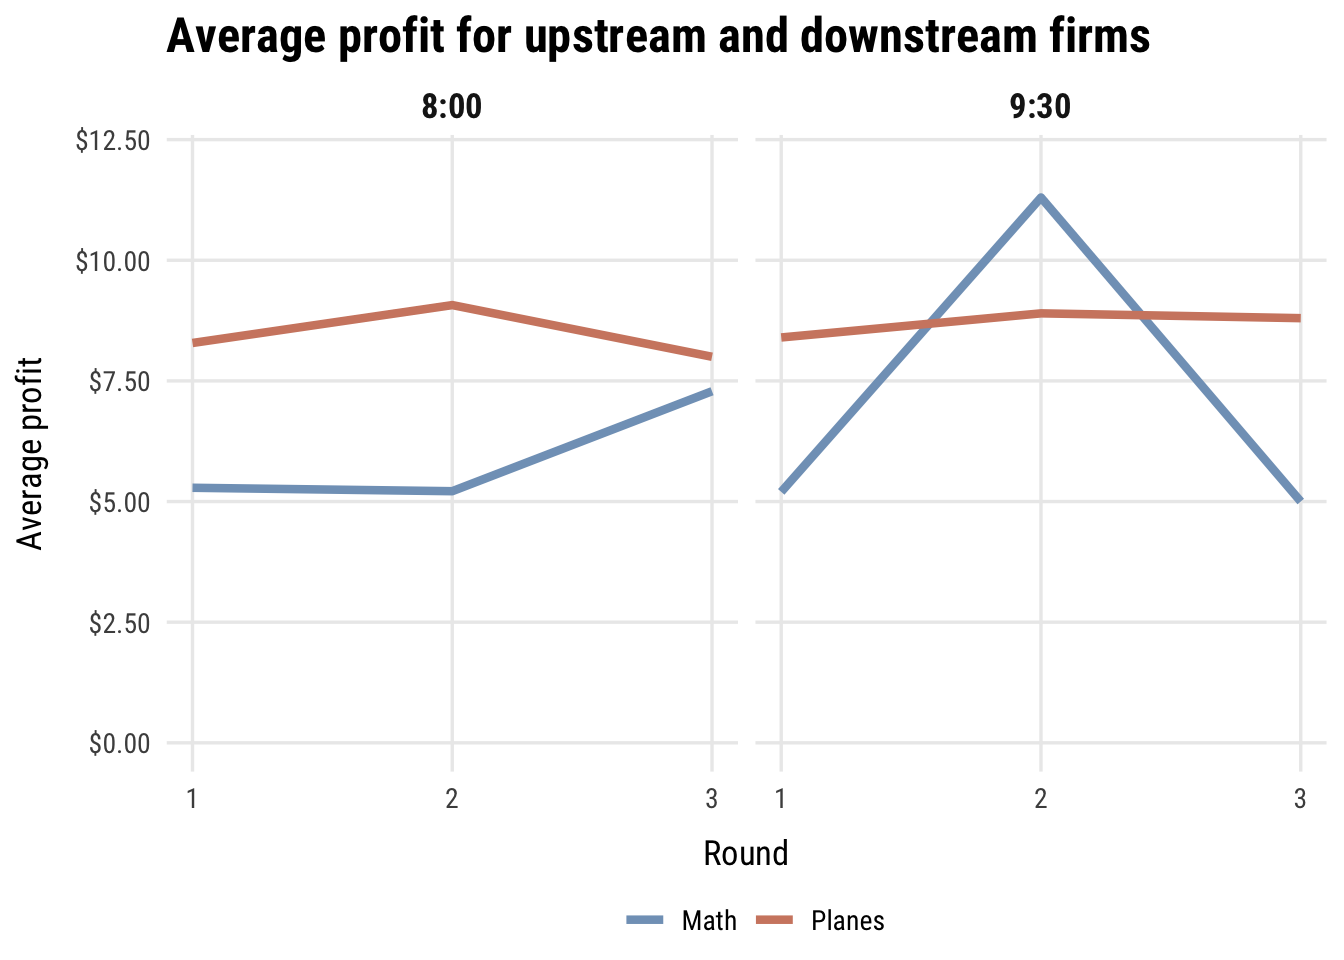 Average profit for upstream and downstream firms
8:00 9:30
$12.50
$10.00
$7.50
$5.00
$2.50
$0.00
Average profit
1 2 3 1 2 3
Round
Math Planes